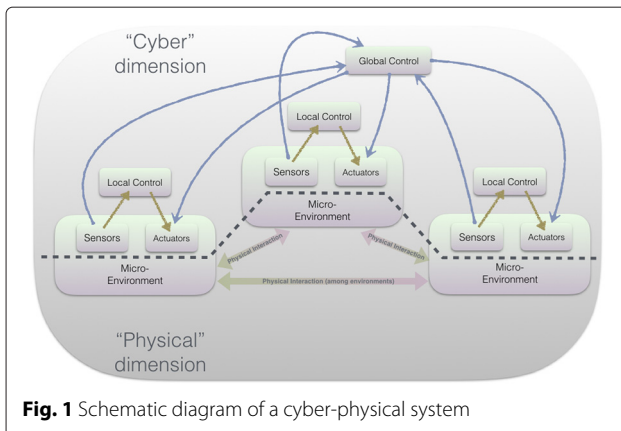 “Cyber”
dimension
Global Control
Local Control
Sensors
Actuators
Micro-
Environment
Local Control
Sensors
Actuators
Micro-
Environment
Local Control
Sensors
Actuators
Micro-
Environment
Physical Interaction
Physical Interaction
Physical Interaction (among environments)
“Physical”
dimension
Fig. 1 Schematic diagram of a cyber-physical system